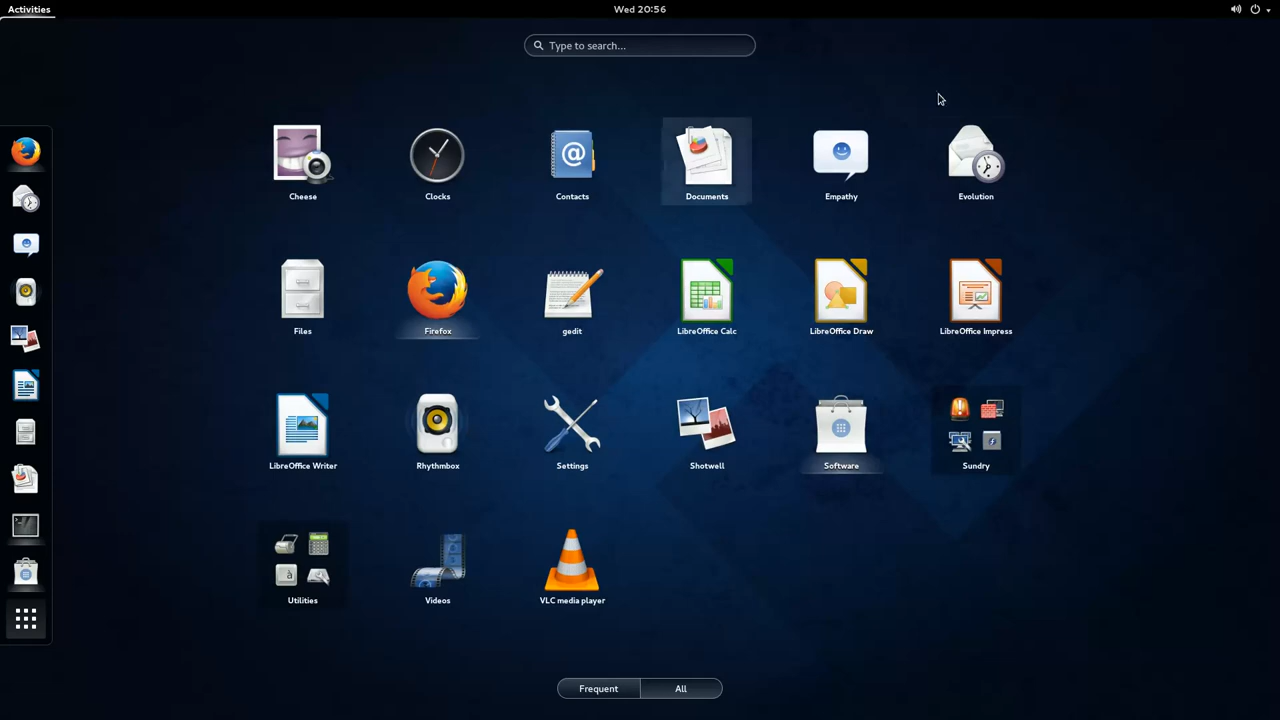 Activities
Wed 20:56
Type to search...
Cheese
Clocks
Contacts
Documents
Empathy
Evolution
Files
Firefox
gedit
LibreOffice Calc
LibreOffice Draw
LibreOffice Impress
LibreOffice Writer
Rhythmbox
Settings
Shotwell
Software
Sundry
Utilities
Videos
VLC media player
Frequent
All